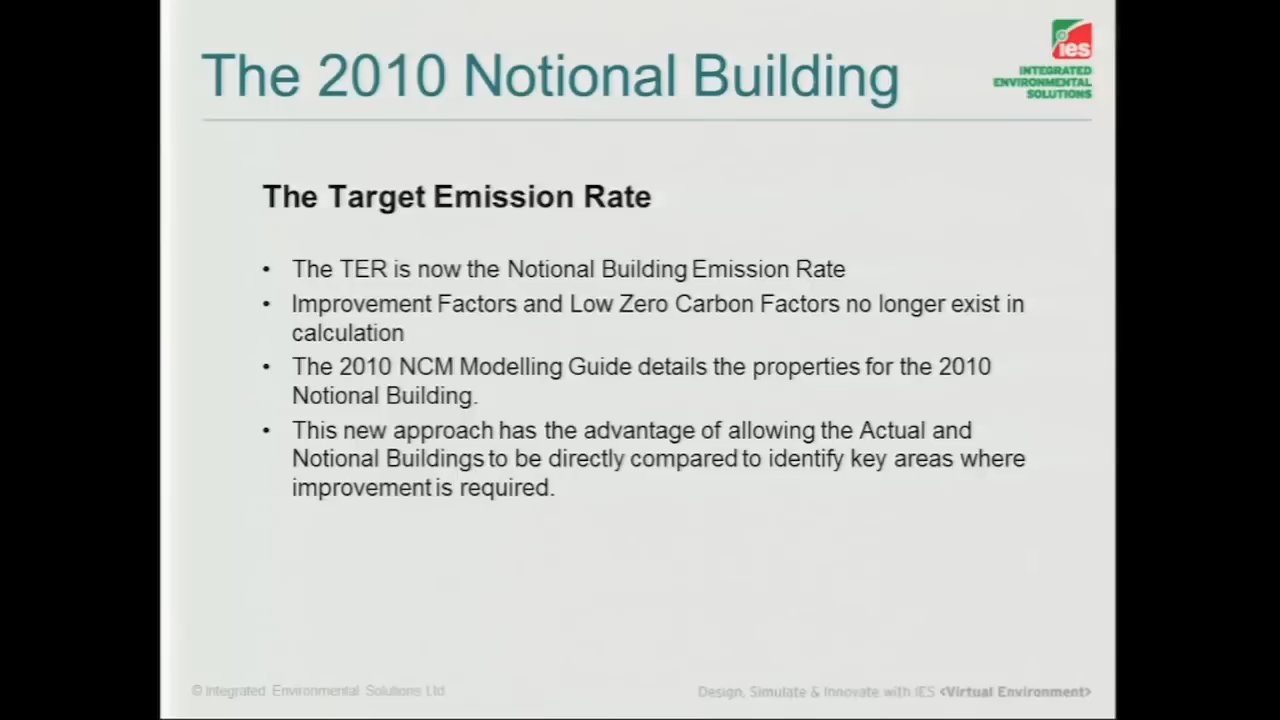 The 2010 Notional Building
ies
INTEGRATED
ENVIRONMENTAL
SOLUTIONS
The Target Emission Rate
• The TER is now the Notional Building Emission Rate
• Improvement Factors and Low Zero Carbon Factors no longer exist in
calculation
• The 2010 NCM Modelling Guide details the properties for the 2010
Notional Building.
• This new approach has the advantage of allowing the Actual and
Notional Buildings to be directly compared to identify key areas where
improvement is required.
© Integrated Environmental Solutions Ltd
Design, Simulate & Innovate with IES <Virtual Environment>